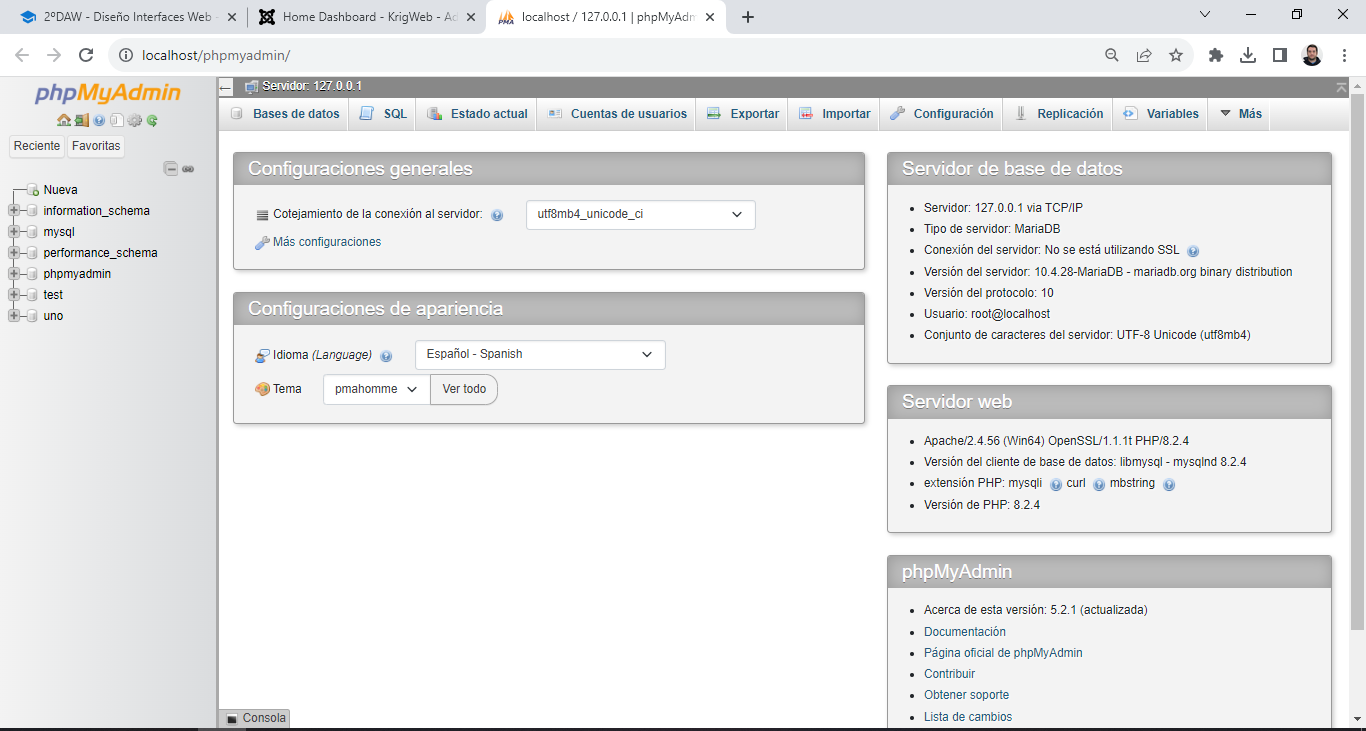 2ºDAW - Diseño Interfaces Web -
Home Dashboard - KrigWeb - Ad
localhost / 127.0.0.1 | phpMyAdm
localhost/phpmyadmin/
phpMyAdmin
Reciente
Favoritas
Nueva
information_schema
mysql
performance_schema
phpmyadmin
test
uno
Servidor: 127.0.0.1
Bases de datos
SQL
Estado actual
Cuentas de usuarios
Exportar
Importar
Configuración
Replicación
Variables
Más
Configuraciones generales
Cotejamiento de la conexión al servidor:
utf8mb4_unicode_ci
Más configuraciones
Configuraciones de apariencia
Idioma (Language)
Español - Spanish
Tema
pmahomme
Ver todo
Servidor de base de datos
Servidor: 127.0.0.1 via TCP/IP
Tipo de servidor: MariaDB
Conexión del servidor: No se está utilizando SSL
Versión del servidor: 10.4.28-MariaDB - mariadb.org binary distribution
Versión del protocolo: 10
Usuario: root@localhost
Conjunto de caracteres del servidor: UTF-8 Unicode (utf8mb4)
Servidor web
Apache/2.4.56 (Win64) OpenSSL/1.1.1t PHP/8.2.4
Versión del cliente de base de datos: libmysql - mysqlnd 8.2.4
extensión PHP: mysqli curl mbstring
Versión de PHP: 8.2.4
phpMyAdmin
Acerca de esta versión: 5.2.1 (actualizada)
Documentación
Página oficial de phpMyAdmin
Contribuir
Obtener soporte
Lista de cambios
Consola